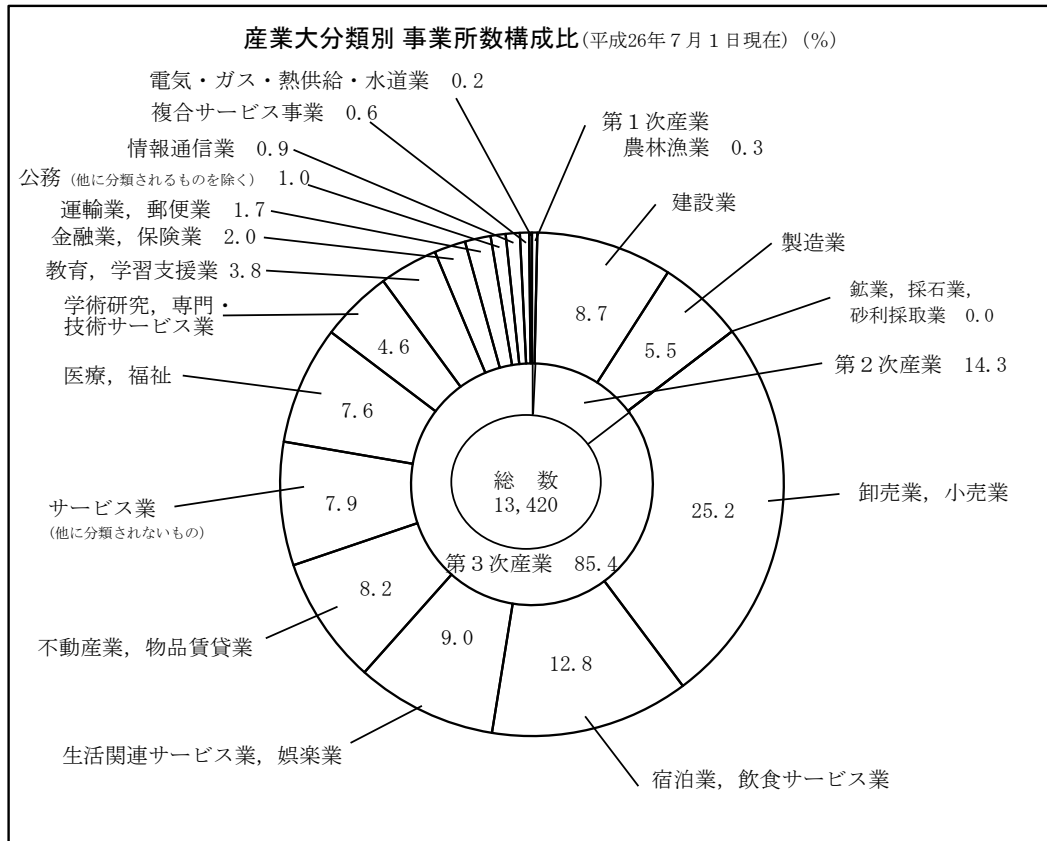 産業大分類別 事業所数構成比(平成26年7月1日現在) (%)
電気・ガス・熱供給・水道業 0.2
複合サービス事業 0.6
情報通信業 0.9
公務 (他に分類されるものを除く) 1.0
運輸業，郵便業 1.7
金融業，保険業 2.0
教育，学習支援業 3.8
学術研究，専門・
技術サービス業
4.6
医療，福祉
7.6
サービス業
(他に分類されないもの)
7.9
不動産業，物品賃貸業
8.2
生活関連サービス業，娯楽業
9.0
宿泊業，飲食サービス業
12.8
卸売業，小売業
25.2
第1次産業
農林漁業 0.3
建設業
8.7
製造業
5.5
鉱業，採石業，
砂利採取業 0.0
第2次産業 14.3
総 数
13,420
第3次産業 85.4